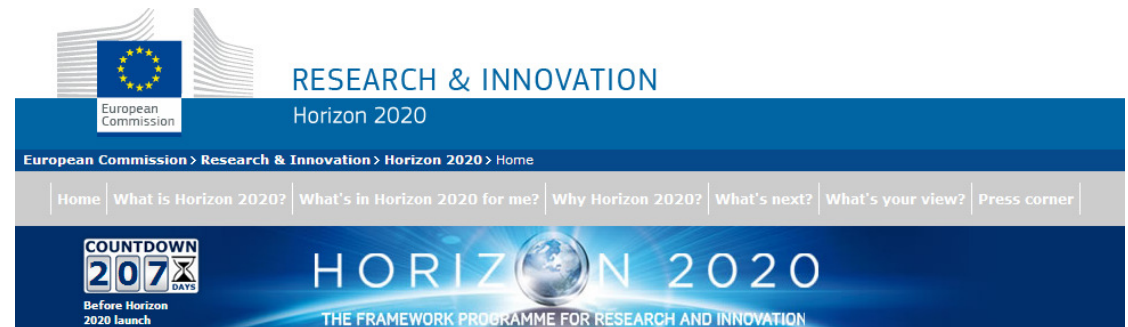 RESEARCH & INNOVATION
European
Commission
Horizon 2020
European Commission > Research & Innovation > Horizon 2020 > Home
Home What is Horizon 2020? What's in Horizon 2020 for me? Why Horizon 2020? What's next? What's your view? Press corner
COUNTDOWN
207 DAYS
Before Horizon
2020 launch
HORIZON 2020
THE FRAMEWORK PROGRAMME FOR RESEARCH AND INNOVATION